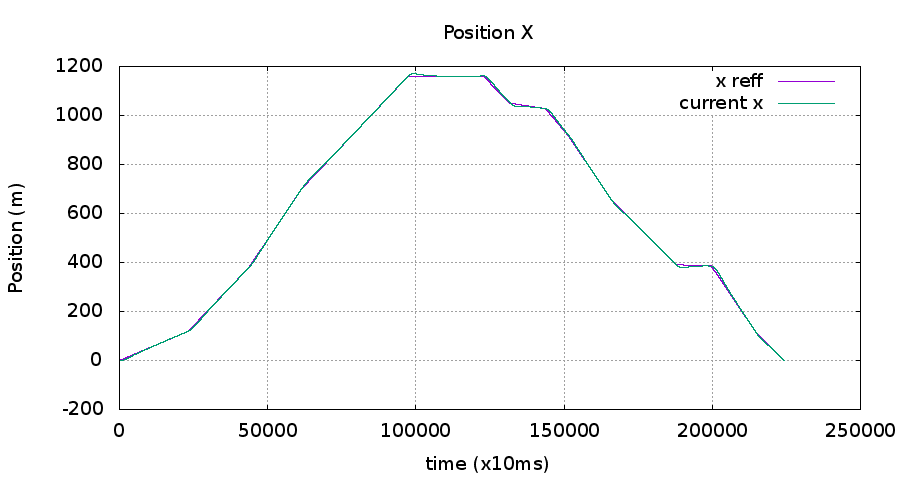 Position X
1200
1000
800
600
400
200
0
-200
Position (m)
x reff
current x
0
50000
100000
150000
200000
250000
time (x10ms)